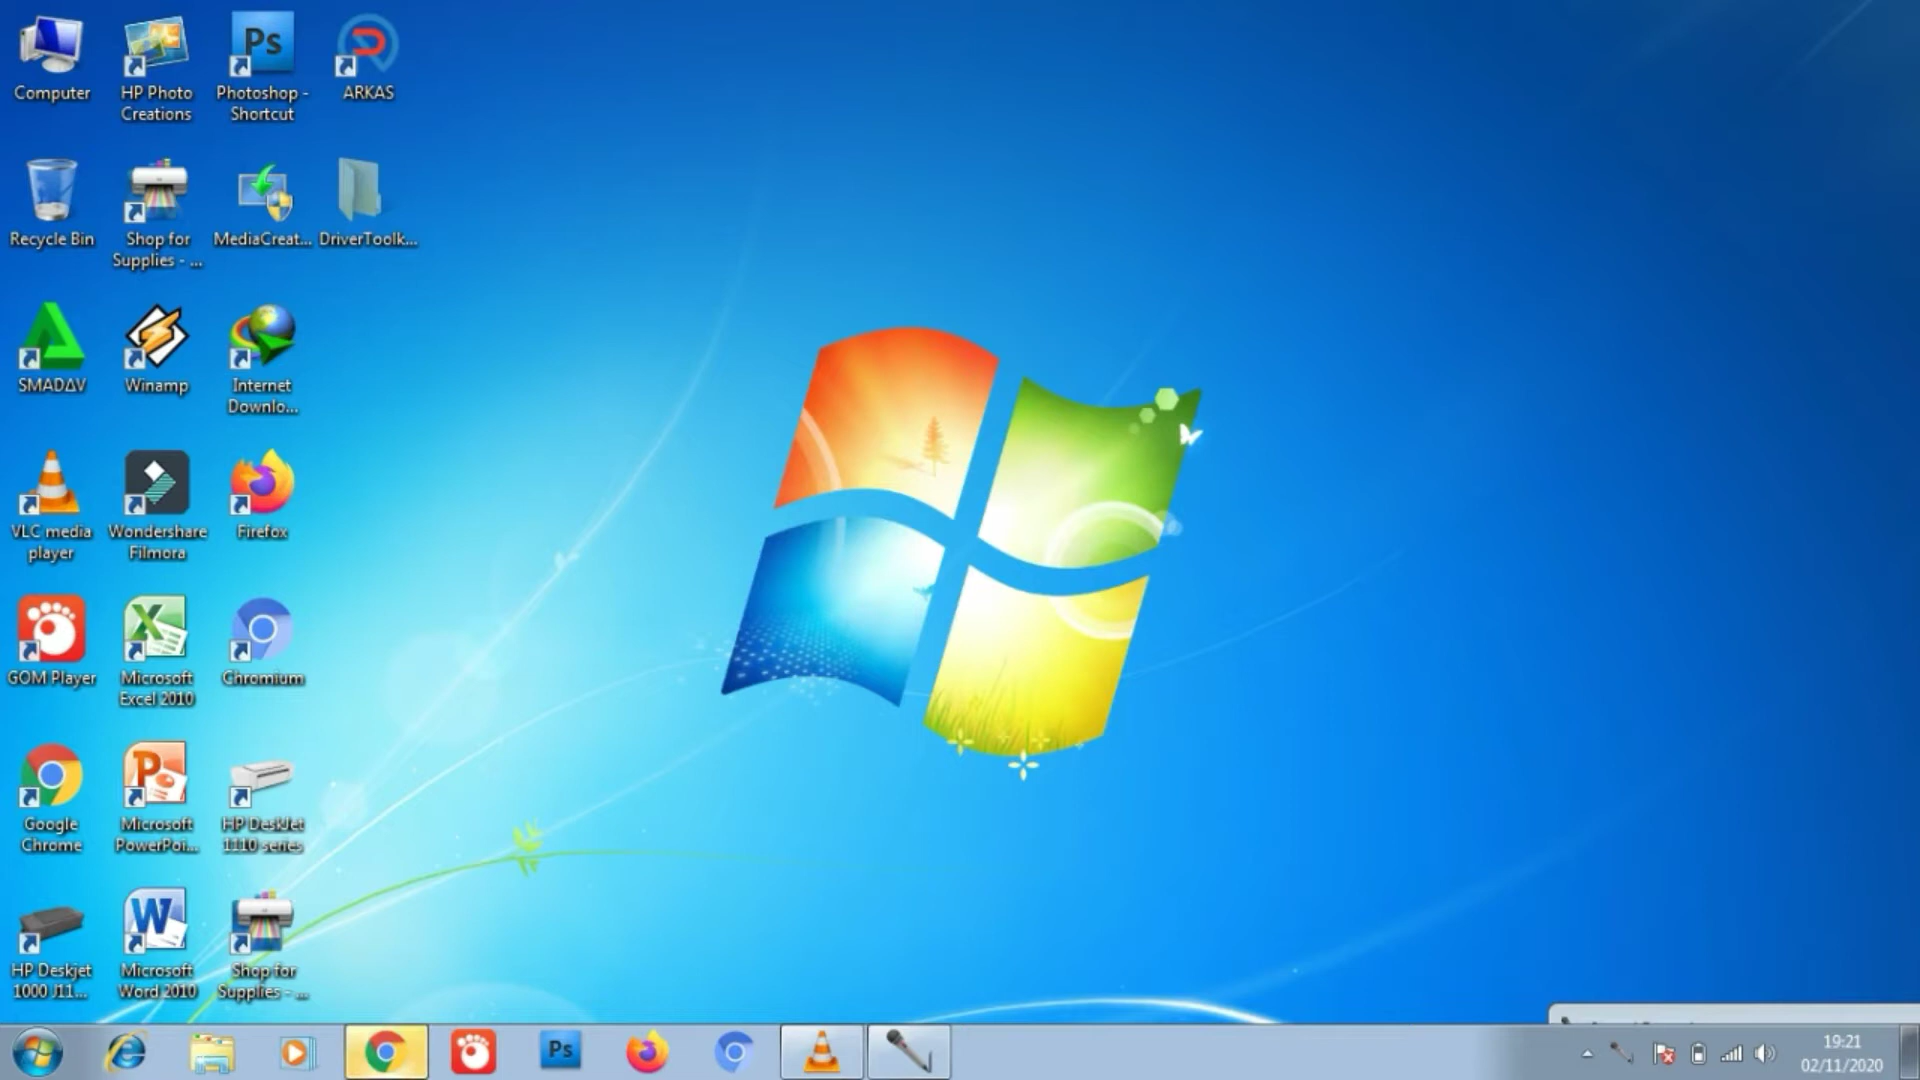 Computer
HP Photo
Creations
Ps
Photoshop -
Shortcut
ARKAS
Recycle Bin
Shop for
Supplies - ...
MediaCreat...
DriverToolk...
SMADΔV
Winamp
Internet
Downlo...
VLC media
player
Wondershare
Filmora
Firefox
GOM Player
Microsoft
Excel 2010
Chromium
Google
Chrome
Microsoft
PowerPoi...
HP DeskJet
1110 series
HP Deskjet
1000 J11...
Microsoft
Word 2010
Shop for
Supplies - ...
Ps
19:21
02/11/2020